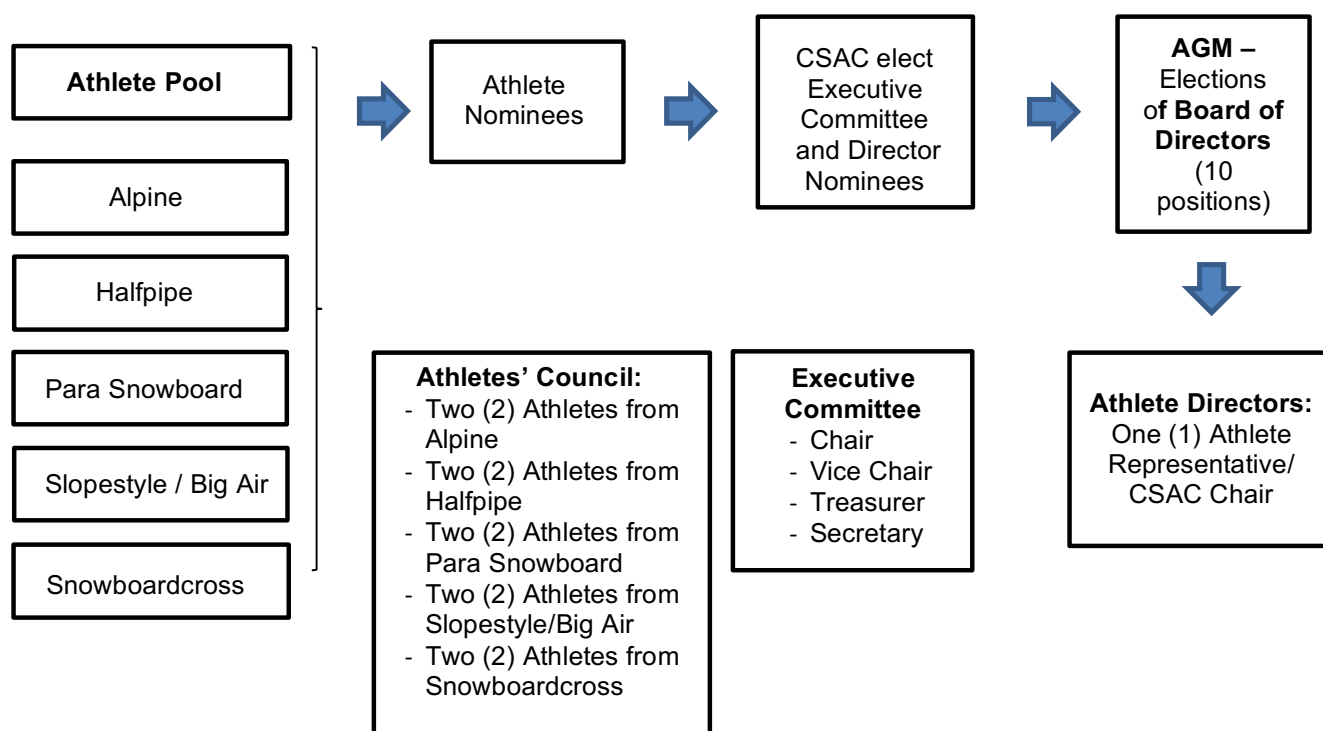 Athlete Pool
Alpine
Halfpipe
Para Snowboard
Slopestyle / Big Air
Snowboardcross
Athlete
Nominees
CSAC elect
Executive
Committee
and Director
Nominees
AGM –
Elections
of Board of
Directors
(10
positions)
Athletes’ Council:
- Two (2) Athletes from
Alpine
- Two (2) Athletes from
Halfpipe
- Two (2) Athletes from
Para Snowboard
- Two (2) Athletes from
Slopestyle/Big Air
- Two (2) Athletes from
Snowboardcross
Executive
Committee
- Chair
- Vice Chair
- Treasurer
- Secretary
Athlete Directors:
One (1) Athlete
Representative/
CSAC Chair